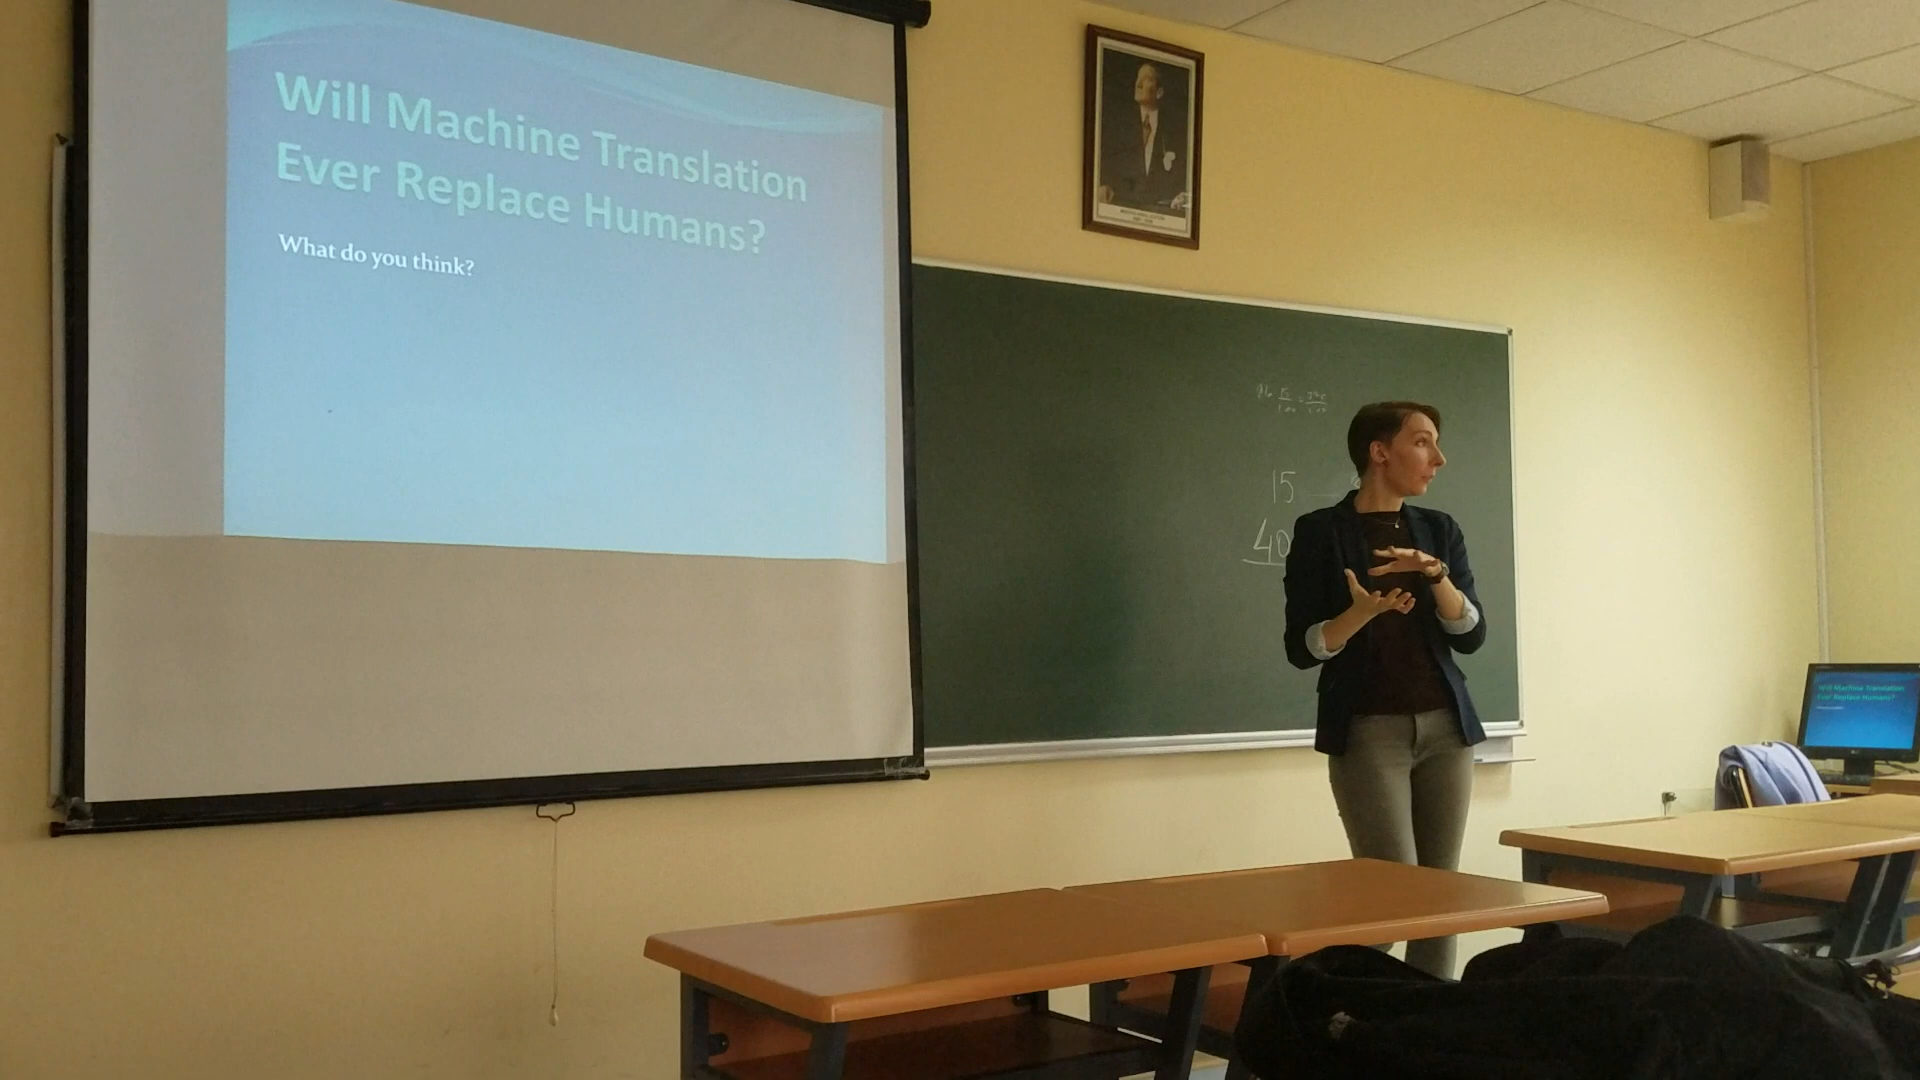 Will Machine Translation
Ever Replace Humans?
What do you think?
15
40
Will Machine Translation
Ever Replace Humans?